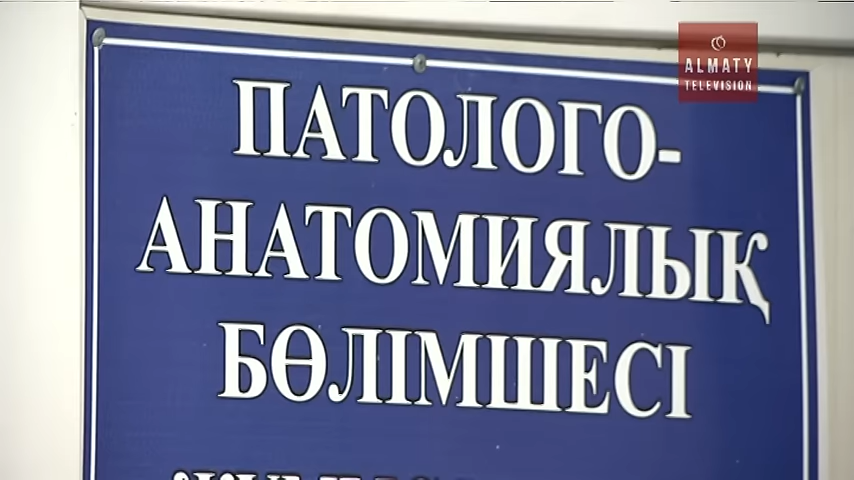 ALMATY
TELEVISION
ПАТОЛОГО-
АНАТОМИЯЛЫҚ
БӨЛІМШЕСІ